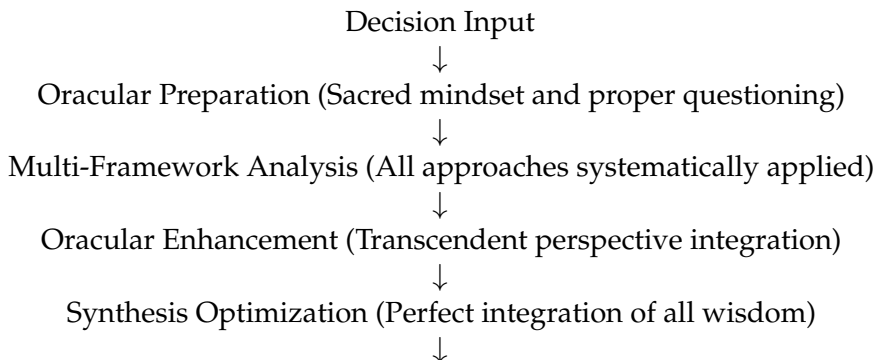 Decision Input
↓
Oracular Preparation (Sacred mindset and proper questioning)
↓
Multi-Framework Analysis (All approaches systematically applied)
↓
Oracular Enhancement (Transcendent perspective integration)
↓
Synthesis Optimization (Perfect integration of all wisdom)
↓